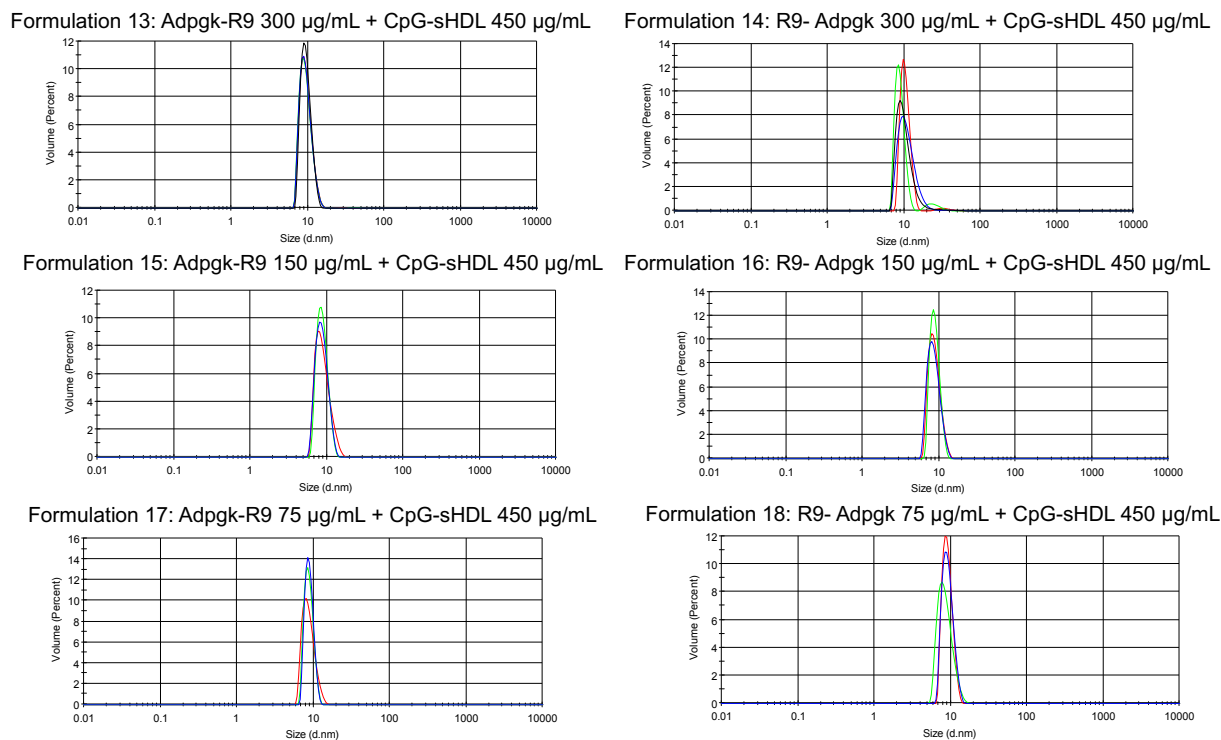 Formulation 13: Adpgk-R9 300 µg/mL + CpG-sHDL 450 µg/mL
12
10
8
6
4
2
0
Volume (Percent)
0.01 0.1 1 10 100 1000 10000
Size (d.nm)
Formulation 14: R9- Adpgk 300 µg/mL + CpG-sHDL 450 µg/mL
14
12
10
8
6
4
2
0
Volume (Percent)
0.01 0.1 1 10 100 1000 10000
Size (d.nm)
Formulation 15: Adpgk-R9 150 µg/mL + CpG-sHDL 450 µg/mL
12
10
8
6
4
2
0
Volume (Percent)
0.01 0.1 1 10 100 1000 10000
Size (d.nm)
Formulation 16: R9- Adpgk 150 µg/mL + CpG-sHDL 450 µg/mL
14
12
10
8
6
4
2
0
Volume (Percent)
0.01 0.1 1 10 100 1000 10000
Size (d.nm)
Formulation 17: Adpgk-R9 75 µg/mL + CpG-sHDL 450 µg/mL
16
14
12
10
8
6
4
2
0
Volume (Percent)
0.01 0.1 1 10 100 1000 10000
Size (d.nm)
Formulation 18: R9- Adpgk 75 µg/mL + CpG-sHDL 450 µg/mL
12
10
8
6
4
2
0
Volume (Percent)
0.01 0.1 1 10 100 1000 10000
Size (d.nm)